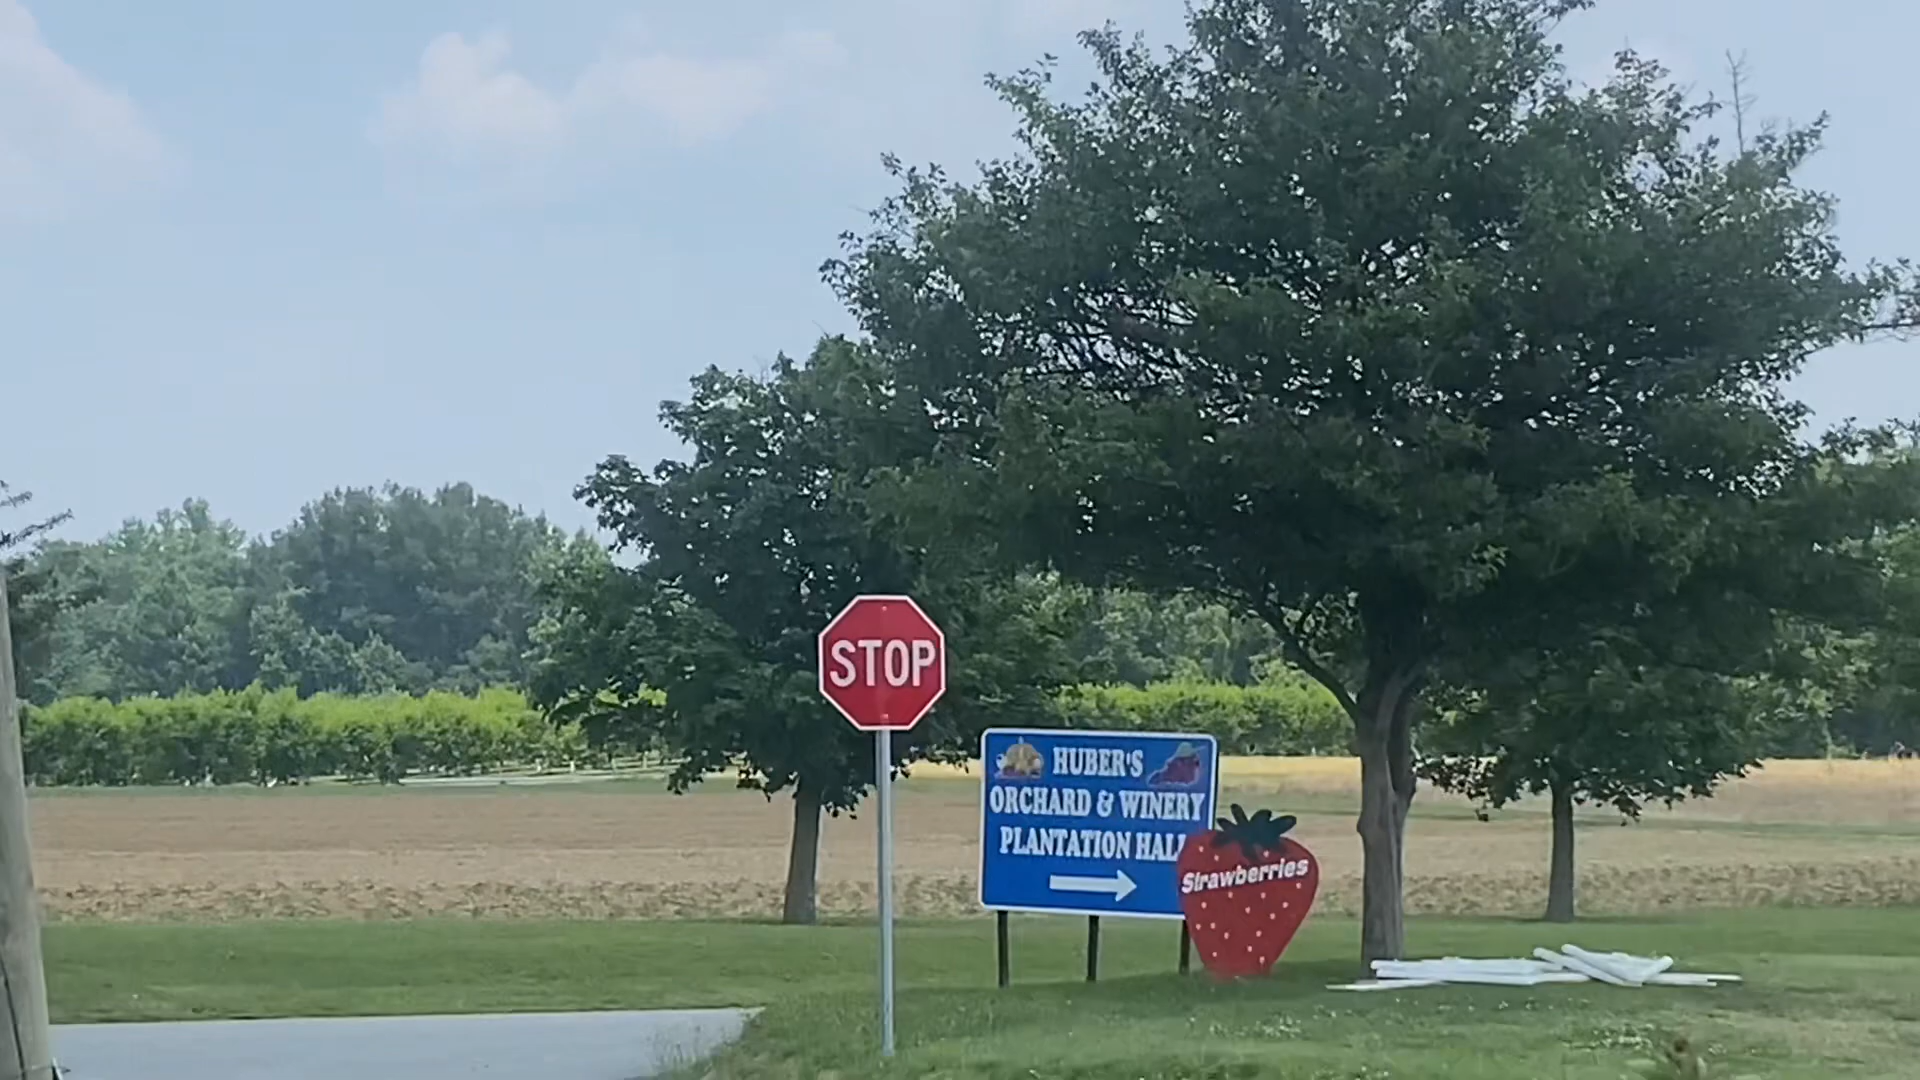 STOP
HUBER'S
ORCHARD & WINERY
PLANTATION HALL
Strawberries